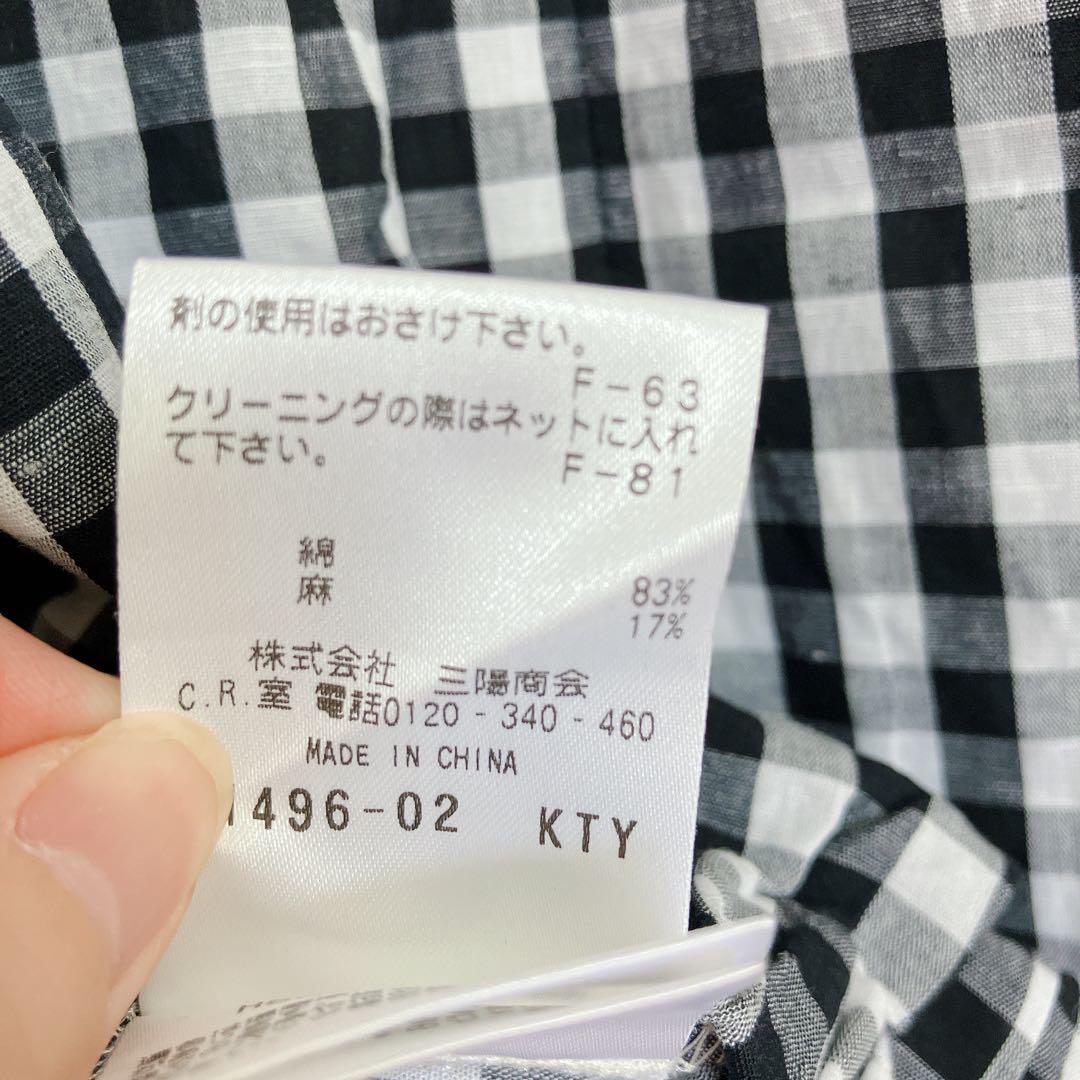 剤の使用はおさけ下さい。
F-63
クリーニングの際はネットに入れ
て下さい。
F-81
綿 83%
麻 17%
株式会社 三陽商会
C.R.室 電話0120-340-460
MADE IN CHINA
1496-02 KTY